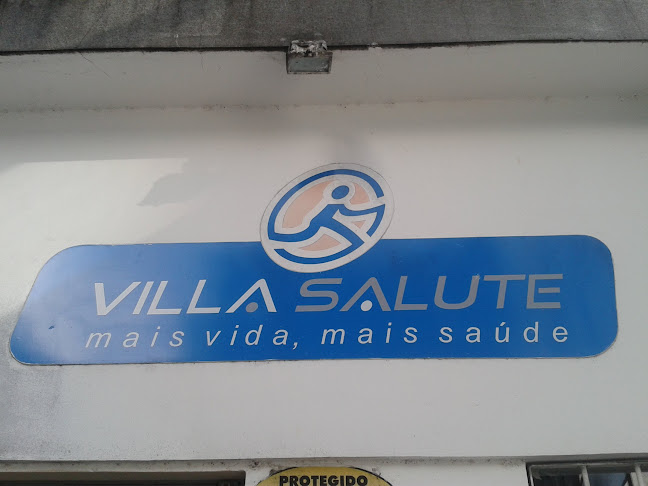 VILLA SALUTE
mais vida, mais saúde
PROTEGIDO